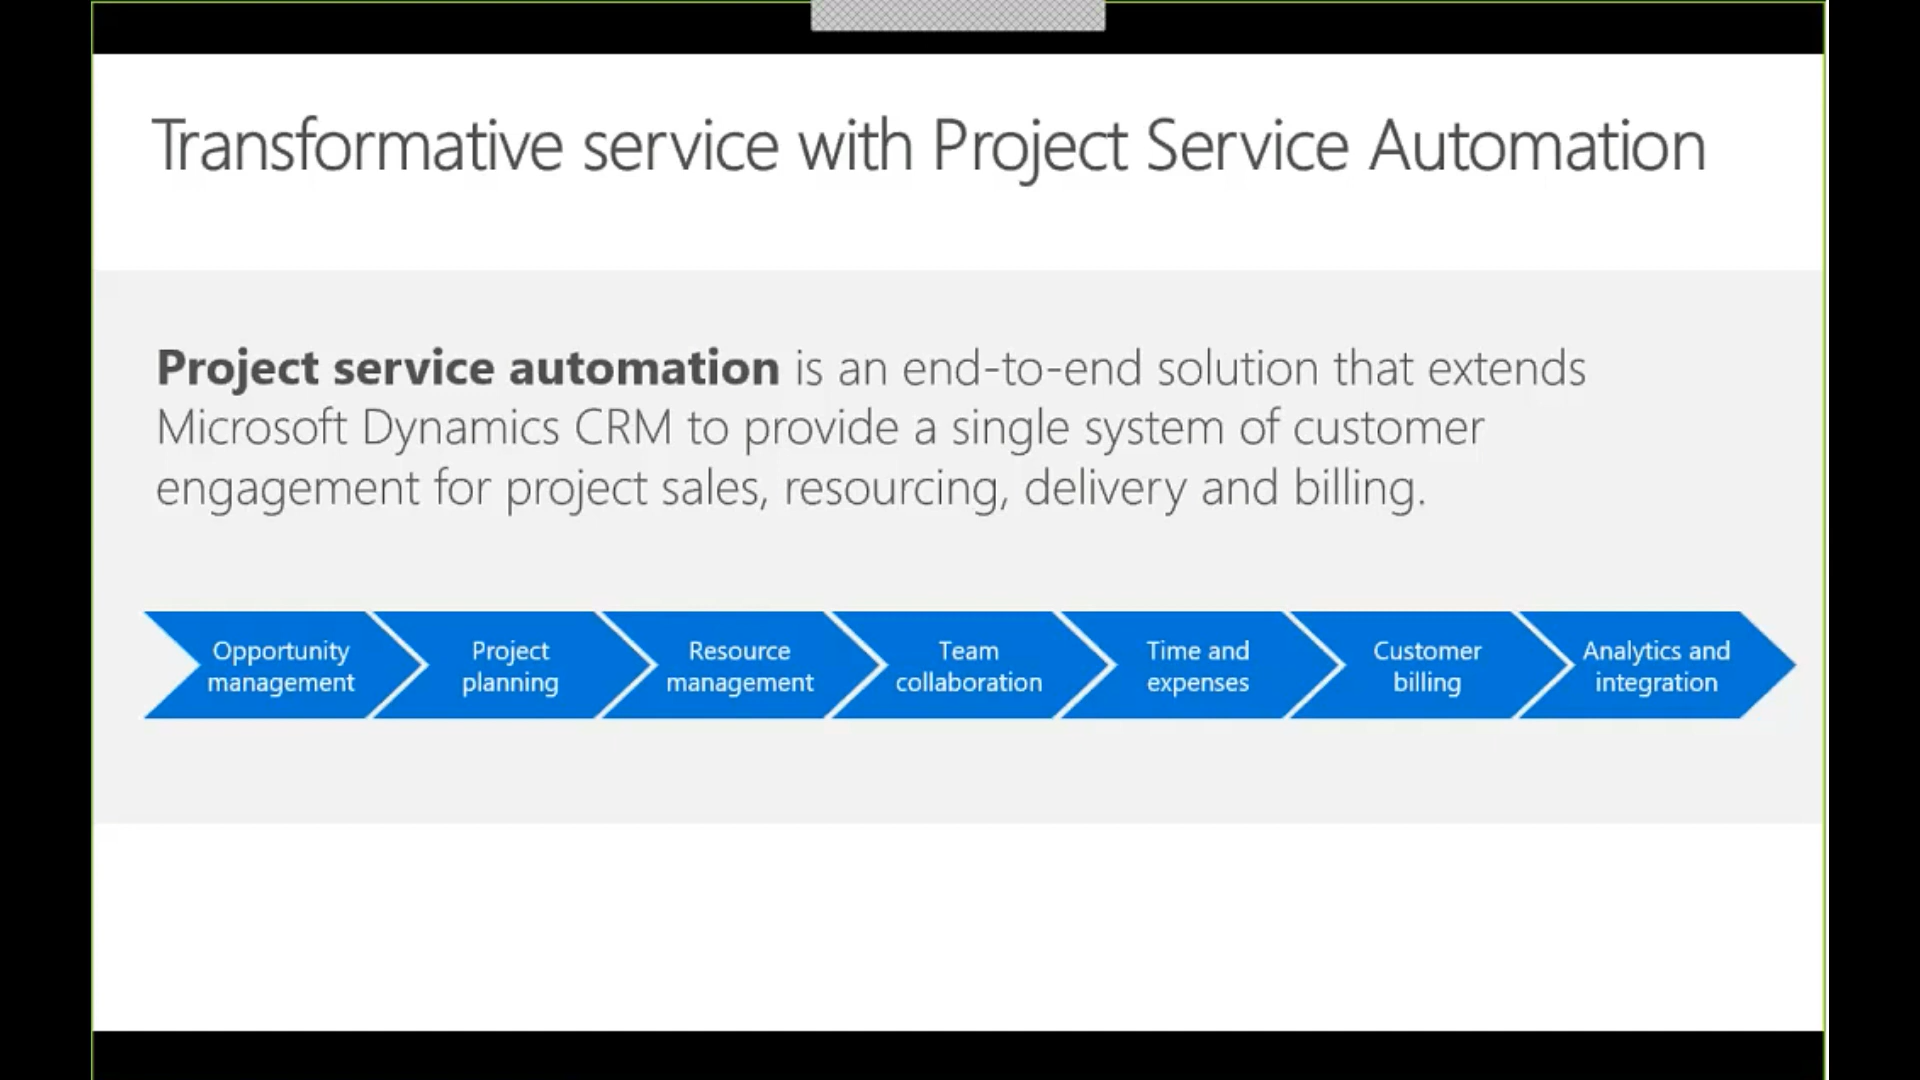 Transformative service with Project Service Automation
Project service automation is an end-to-end solution that extends
Microsoft Dynamics CRM to provide a single system of customer
engagement for project sales, resourcing, delivery and billing.
Opportunity
management
Project
planning
Resource
management
Team
collaboration
Time and
expenses
Customer
billing
Analytics and
integration